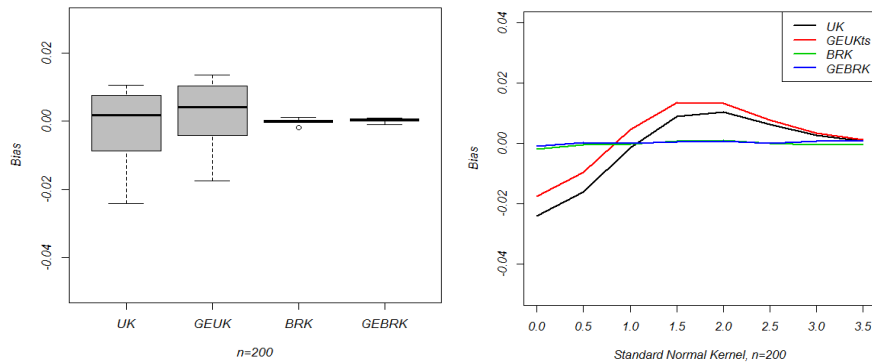 Bias
0.02
0.00
-0.02
-0.04
UK GEUK BRK GEBRK
n=200
Bias
0.04
0.02
0.00
-0.02
-0.04
UK
GEUKts
BRK
GEBRK
0.0 0.5 1.0 1.5 2.0 2.5 3.0 3.5
Standard Normal Kernel, n=200